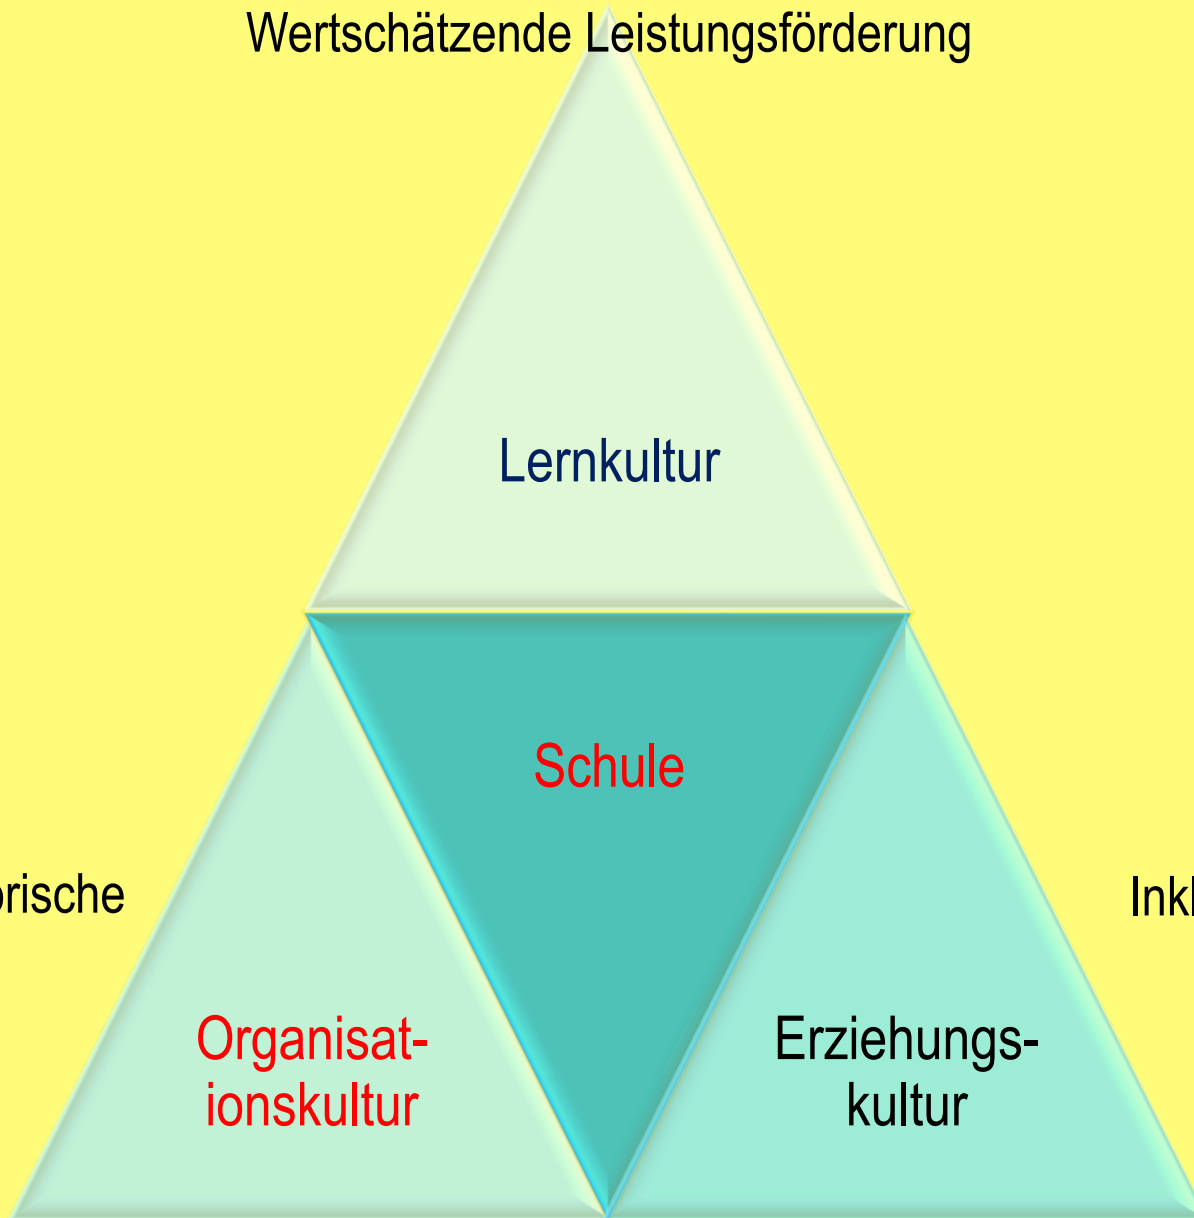 Wertschätzende Leistungsförderung
Lernkultur
Schule
Organisat-
ionskultur
Erziehungs-
kultur